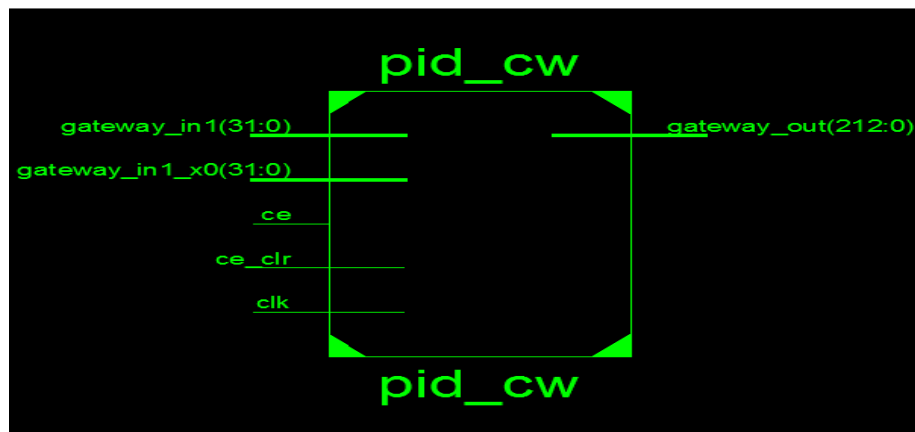 pid_cw
gateway_in1(31:0)
gateway_out(212:0)
gateway_in1_x0(31:0)
ce
ce_clr
clk
pid_cw